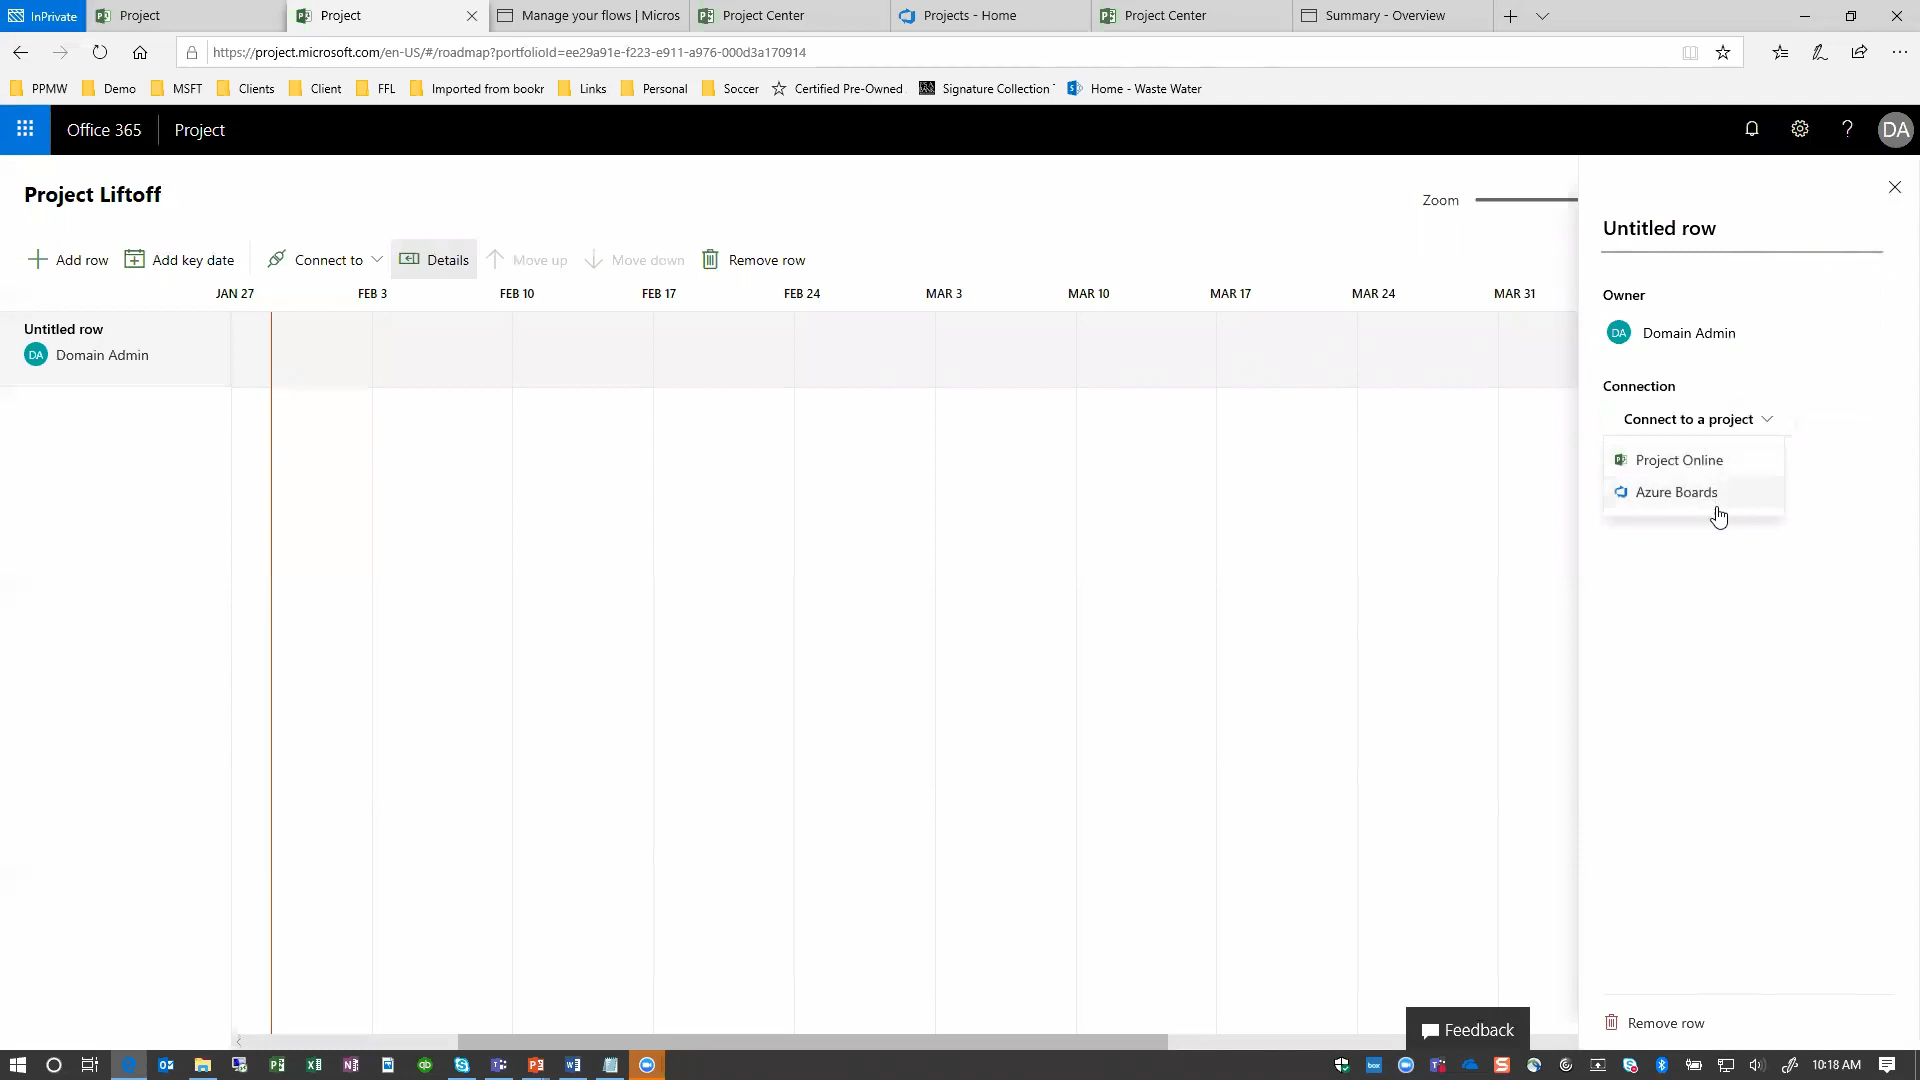 InPrivate Project Project Manage your flows | Micros Project Center Projects - Home Project Center Summary - Overview
https://project.microsoft.com/en-US/#/roadmap?portfolioId=ee29a91e-f223-e911-a976-000d3a170914
PPMW Demo MSFT Clients Client FFL Imported from bookr Links Personal Soccer Certified Pre-Owned Signature Collection Home - Waste Water
Office 365 Project DA
Project Liftoff
Zoom
Add row Add key date Connect to Details Move up Move down Remove row
JAN 27 FEB 3 FEB 10 FEB 17 FEB 24 MAR 3 MAR 10 MAR 17 MAR 24 MAR 31
Untitled row
DA Domain Admin
Untitled row
Owner
DA Domain Admin
Connection
Connect to a project
Project Online
Azure Boards
Remove row
Feedback
10:18 AM